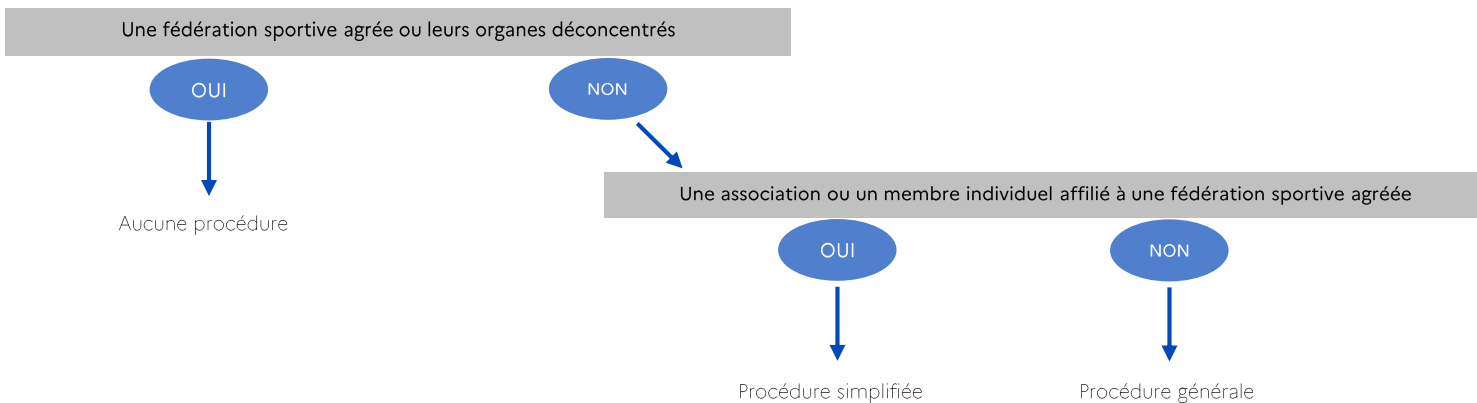 Une fédération sportive agrée ou leurs organes déconcentrés
OUI
NON
Aucune procédure
Une association ou un membre individuel affilié à une fédération sportive agréée
OUI
NON
Procédure simplifiée
Procédure générale